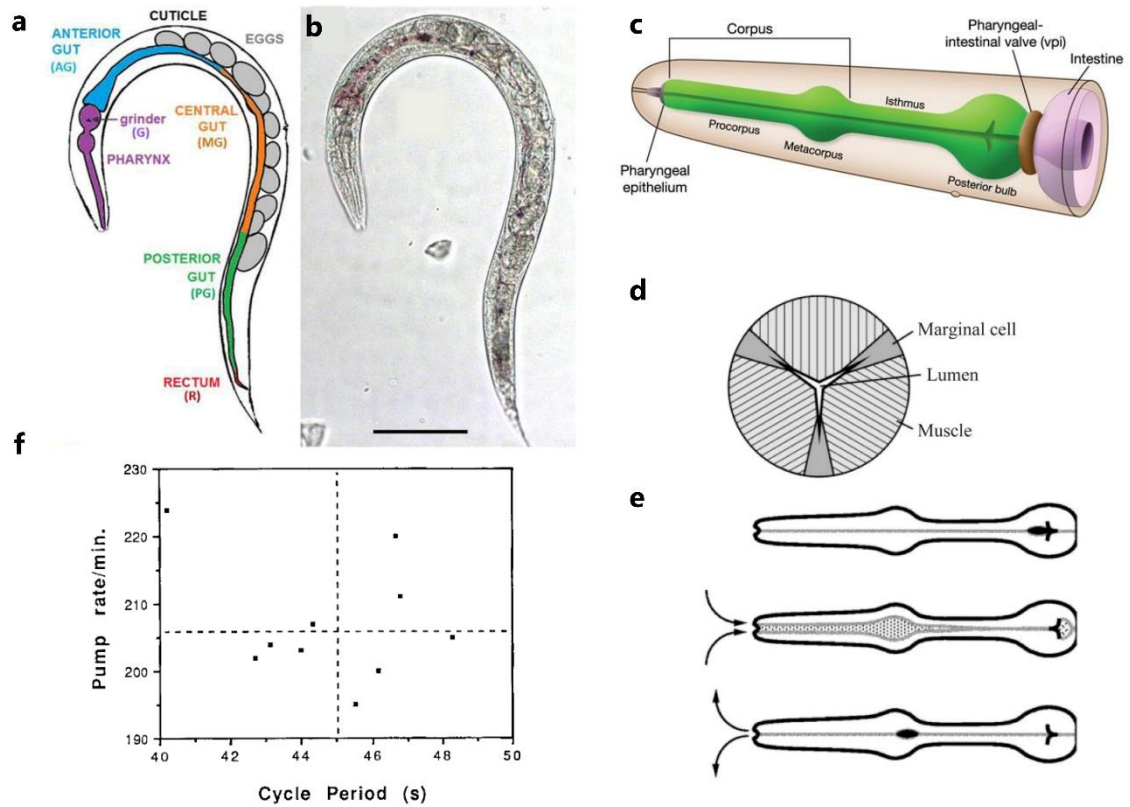 a
CUTICLE
ANTERIOR
GUT
(AG)
EGGS
grinder
(G)
PHARYNX
CENTRAL
GUT
(MG)
POSTERIOR
GUT
(PG)
RECTUM
(R)
b
c
Corpus
Pharyngeal-
intestinal valve (vpi)
Intestine
Isthmus
Procorpus
Metacorpus
Pharyngeal
epithelium
Posterior bulb
d
Marginal cell
Lumen
Muscle
e
f
230
220
210
200
190
Pump rate/min.
40 42 44 46 48 50
Cycle Period (s)